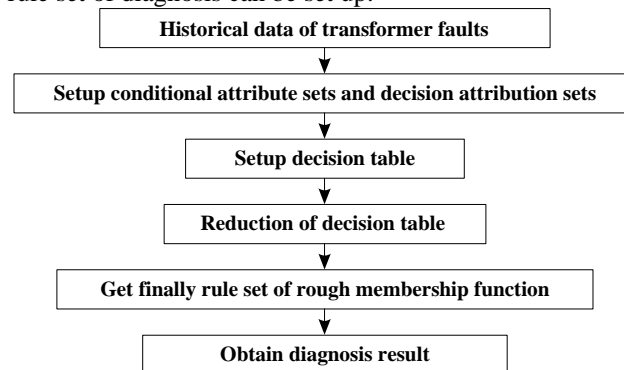 rule set of diagnosis can be set up.
Historical data of transformer faults
Setup conditional attribute sets and decision attribution sets
Setup decision table
Reduction of decision table
Get finally rule set of rough membership function
Obtain diagnosis result